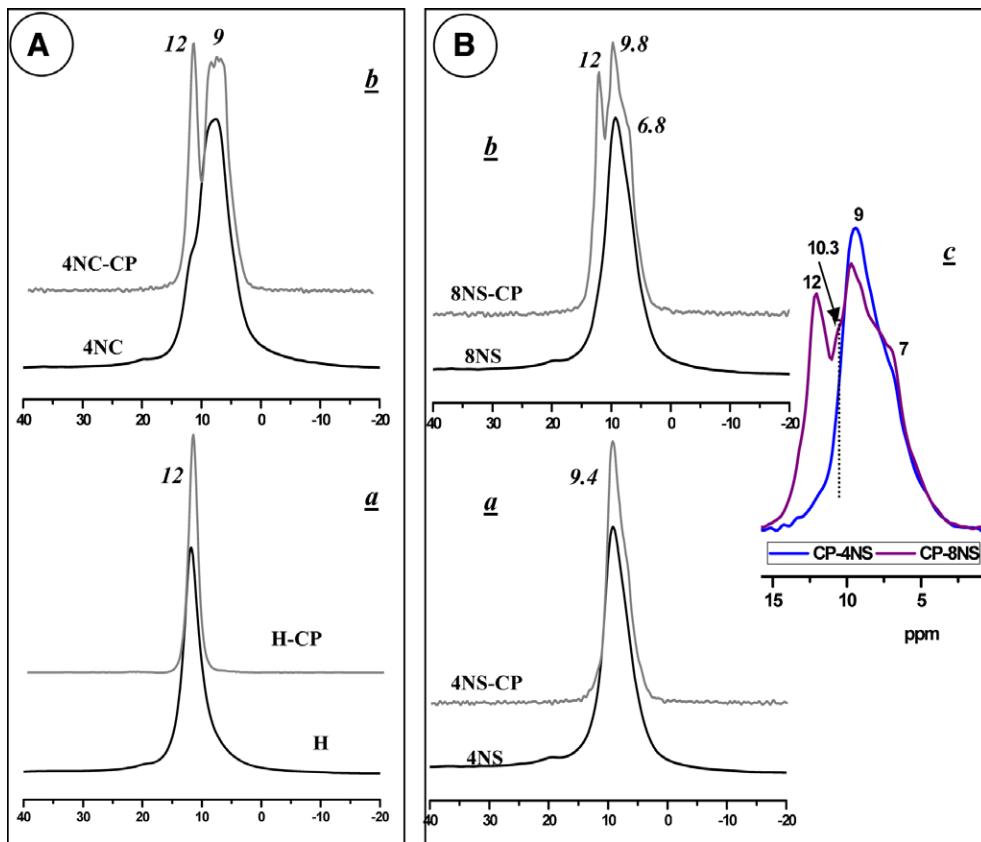 A
12
9
b
4NC-CP
4NC
40 30 20 10 0 -10 -20
12
a
H-CP
H
40 30 20 10 0 -10 -20
B
9.8
12
6.8
b
8NS-CP
8NS
40 30 20 10 0 -10 -20
9.4
a
4NS-CP
4NS
40 30 20 10 0 -10 -20
9
c
10.3
12
7
CP-4NS CP-8NS
15 10 5
ppm